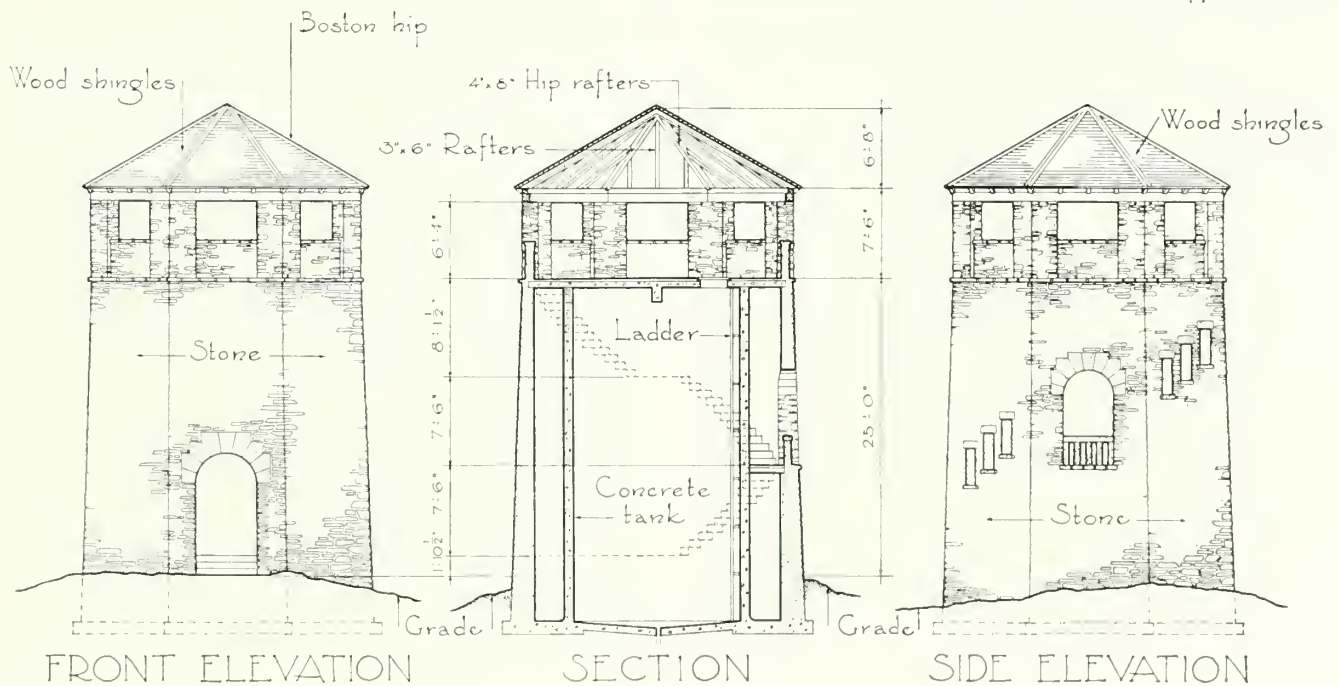 Boston hip
Wood shingles
4"x8" Hip rafters
3"x6" Rafters
Wood shingles
6'-8"
7'-6"
25'-0"
6'-4"
8'-1½"
7'-6"
7'-6"
1'-10½"
Stone
Ladder
Concrete
tank
Stone
Grade
Grade
FRONT ELEVATION
SECTION
SIDE ELEVATION